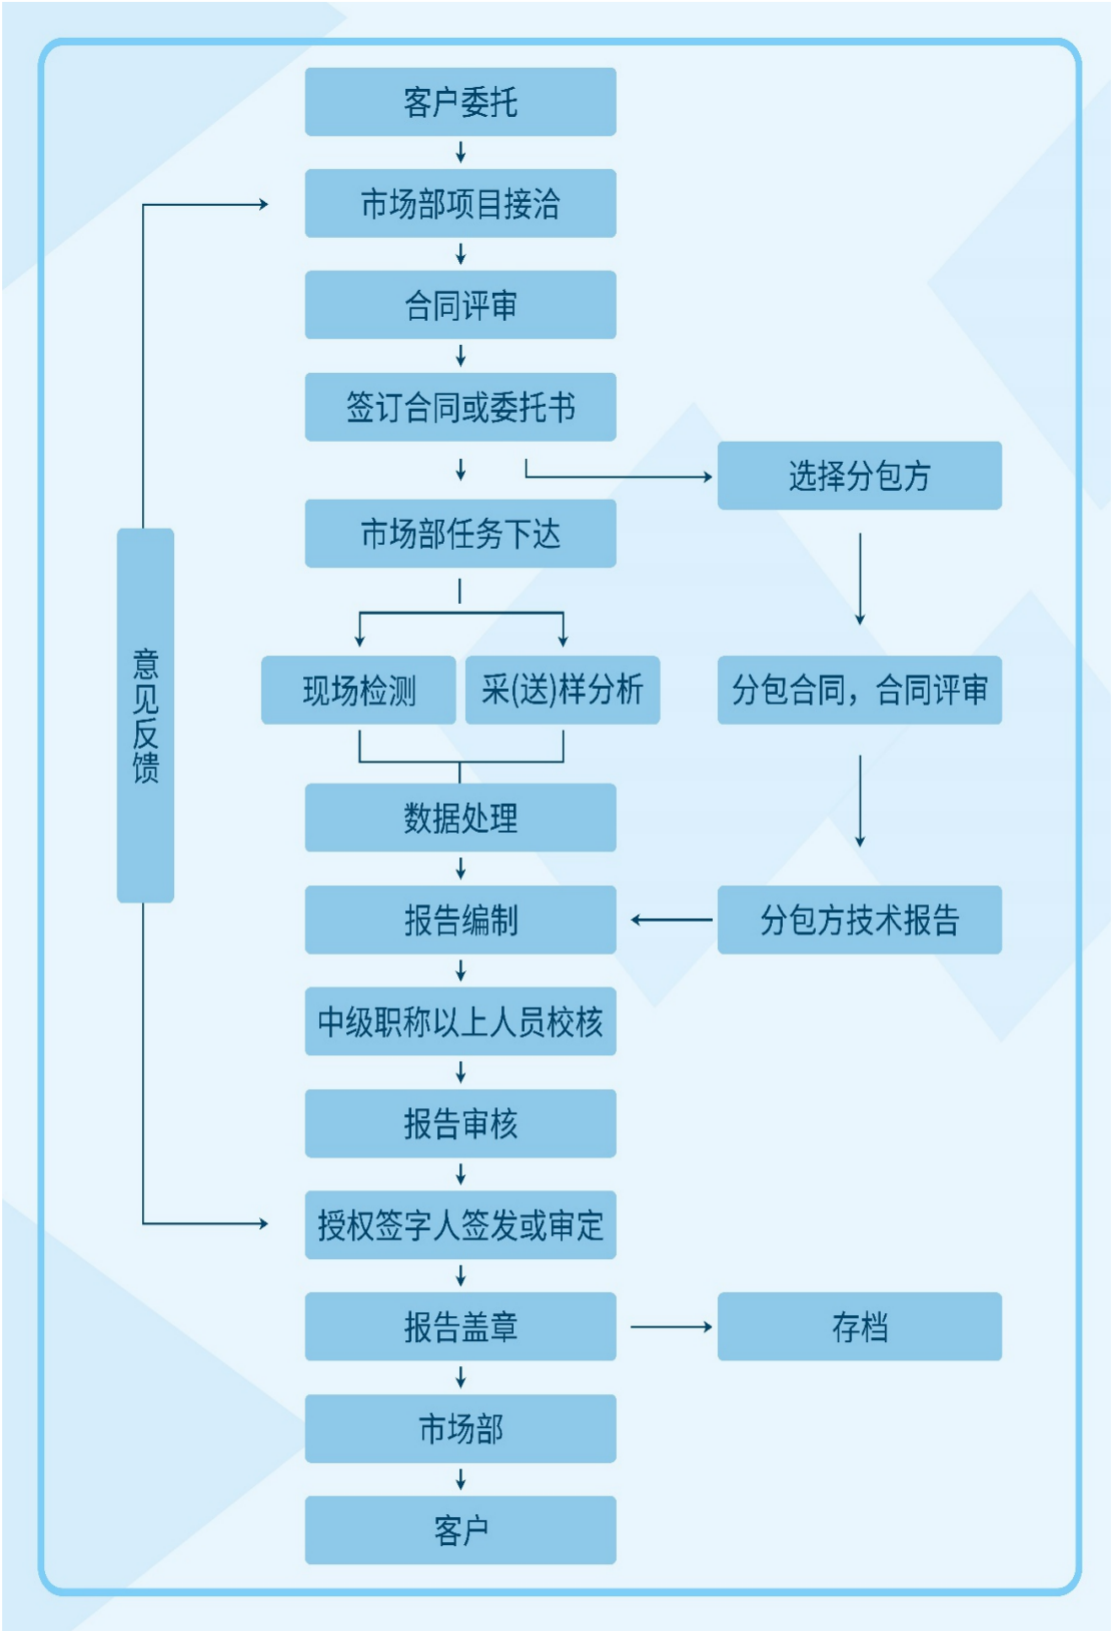 客户委托
市场部项目接洽
合同评审
签订合同或委托书
选择分包方
市场部任务下达
意见反馈
现场检测
采(送)样分析
分包合同，合同评审
数据处理
报告编制
分包方技术报告
中级职称以上人员校核
报告审核
授权签字人签发或审定
报告盖章
存档
市场部
客户